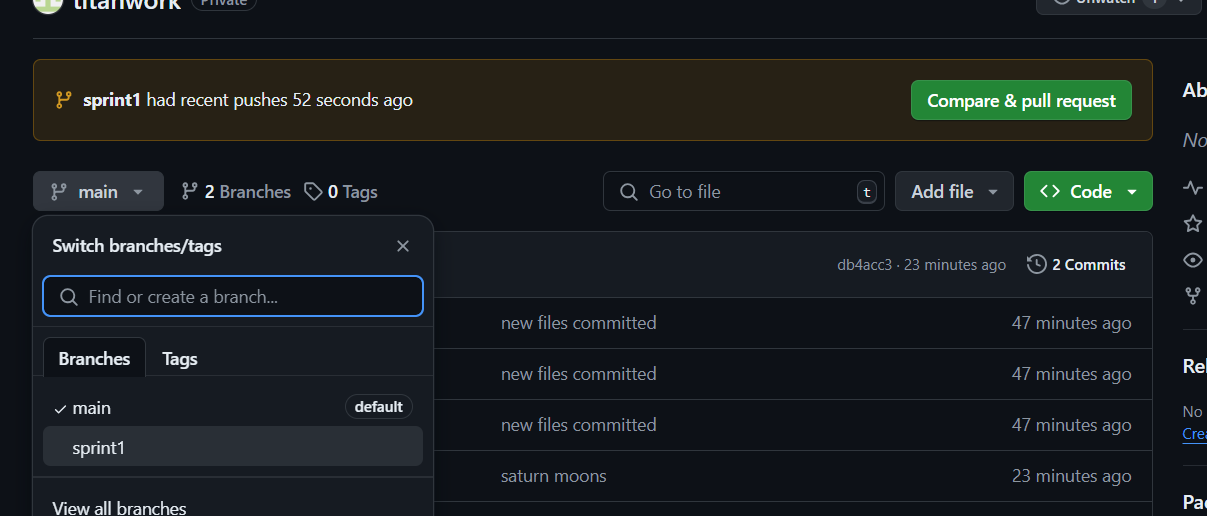 titanwork Private
Unwatch 1
sprint1 had recent pushes 52 seconds ago
Compare & pull request
main
2 Branches
0 Tags
Go to file
t
Add file
Code
Switch branches/tags
Find or create a branch...
Branches
Tags
main
default
sprint1
View all branches
db4acc3 · 23 minutes ago
2 Commits
new files committed
47 minutes ago
new files committed
47 minutes ago
new files committed
47 minutes ago
saturn moons
23 minutes ago
Ab
No
Rel
No
Crea
Pac